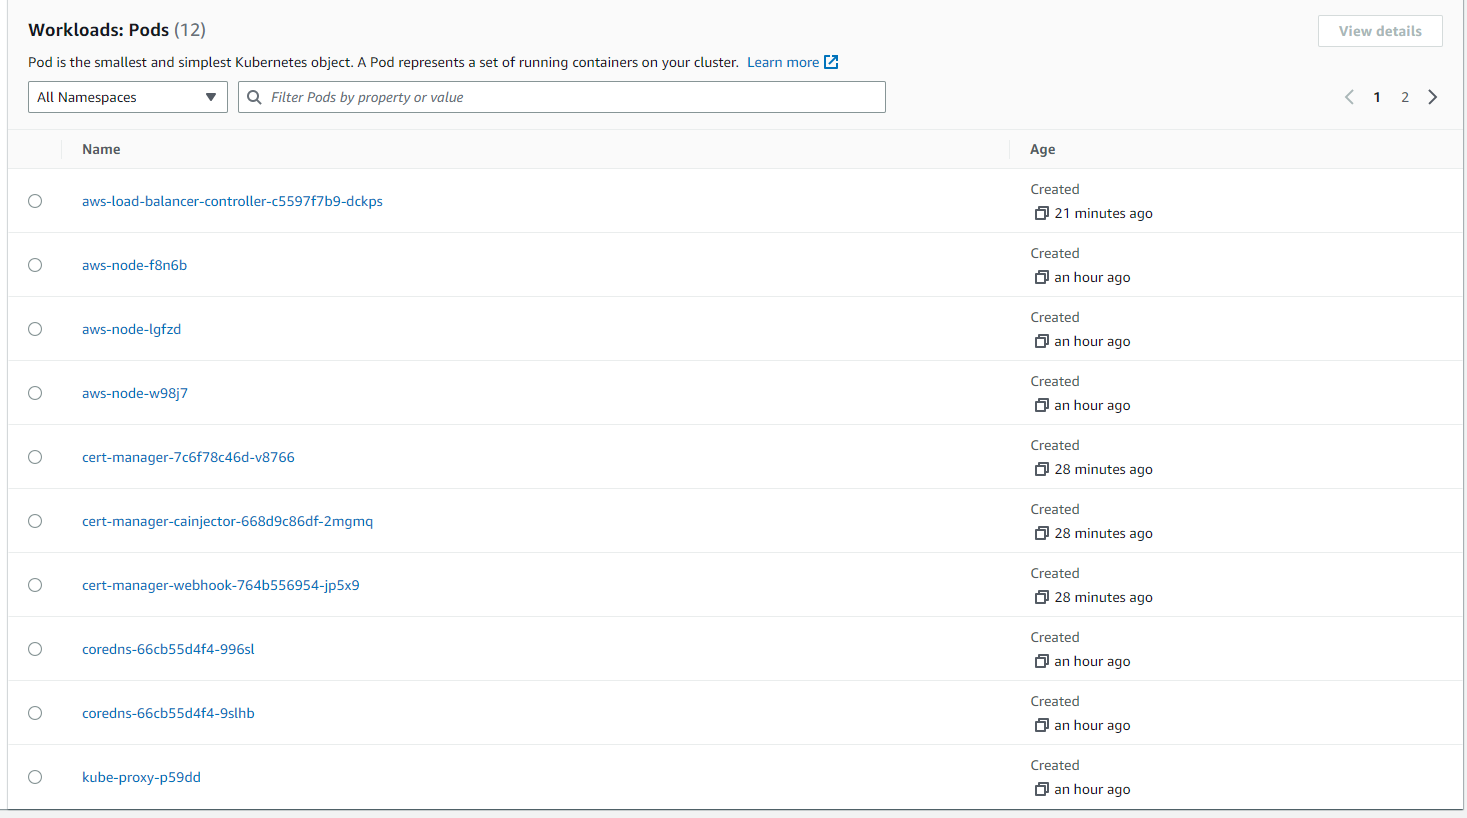 Workloads: Pods (12)
View details
Pod is the smallest and simplest Kubernetes object. A Pod represents a set of running containers on your cluster. Learn more
All Namespaces
Filter Pods by property or value
1 2
Name Age
aws-load-balancer-controller-c5597f7b9-dckps
Created
21 minutes ago
aws-node-f8n6b
Created
an hour ago
aws-node-lgfzd
Created
an hour ago
aws-node-w98j7
Created
an hour ago
cert-manager-7c6f78c46d-v8766
Created
28 minutes ago
cert-manager-cainjector-668d9c86df-2mgmq
Created
28 minutes ago
cert-manager-webhook-764b556954-jp5x9
Created
28 minutes ago
coredns-66cb55d4f4-996sl
Created
an hour ago
coredns-66cb55d4f4-9slhb
Created
an hour ago
kube-proxy-p59dd
Created
an hour ago